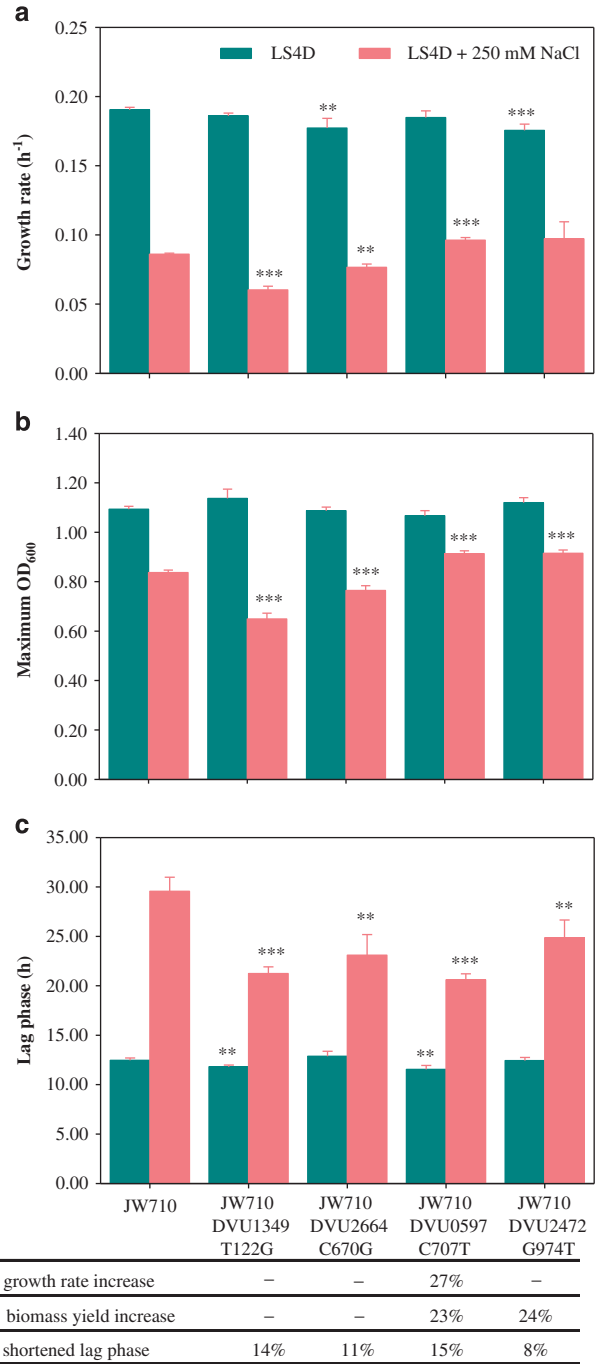 a
0.25
LS4D
LS4D + 250 mM NaCl
0.20
**
***
0.15
Growth rate (h-1)
0.10
***
**
***
0.05
0.00
b
1.40
1.20
1.00
***
***
0.80
***
***
Maximum OD600
0.60
0.40
0.20
0.00
c
35.00
30.00
25.00
***
**
***
**
20.00
Lag phase (h)
15.00
**
**
10.00
5.00
0.00
JW710
JW710 DVU1349 T122G
JW710 DVU2664 C670G
JW710 DVU0597 C707T
JW710 DVU2472 G974T
growth rate increase – – 27% –
biomass yield increase – – 23% 24%
shortened lag phase 14% 11% 15% 8%